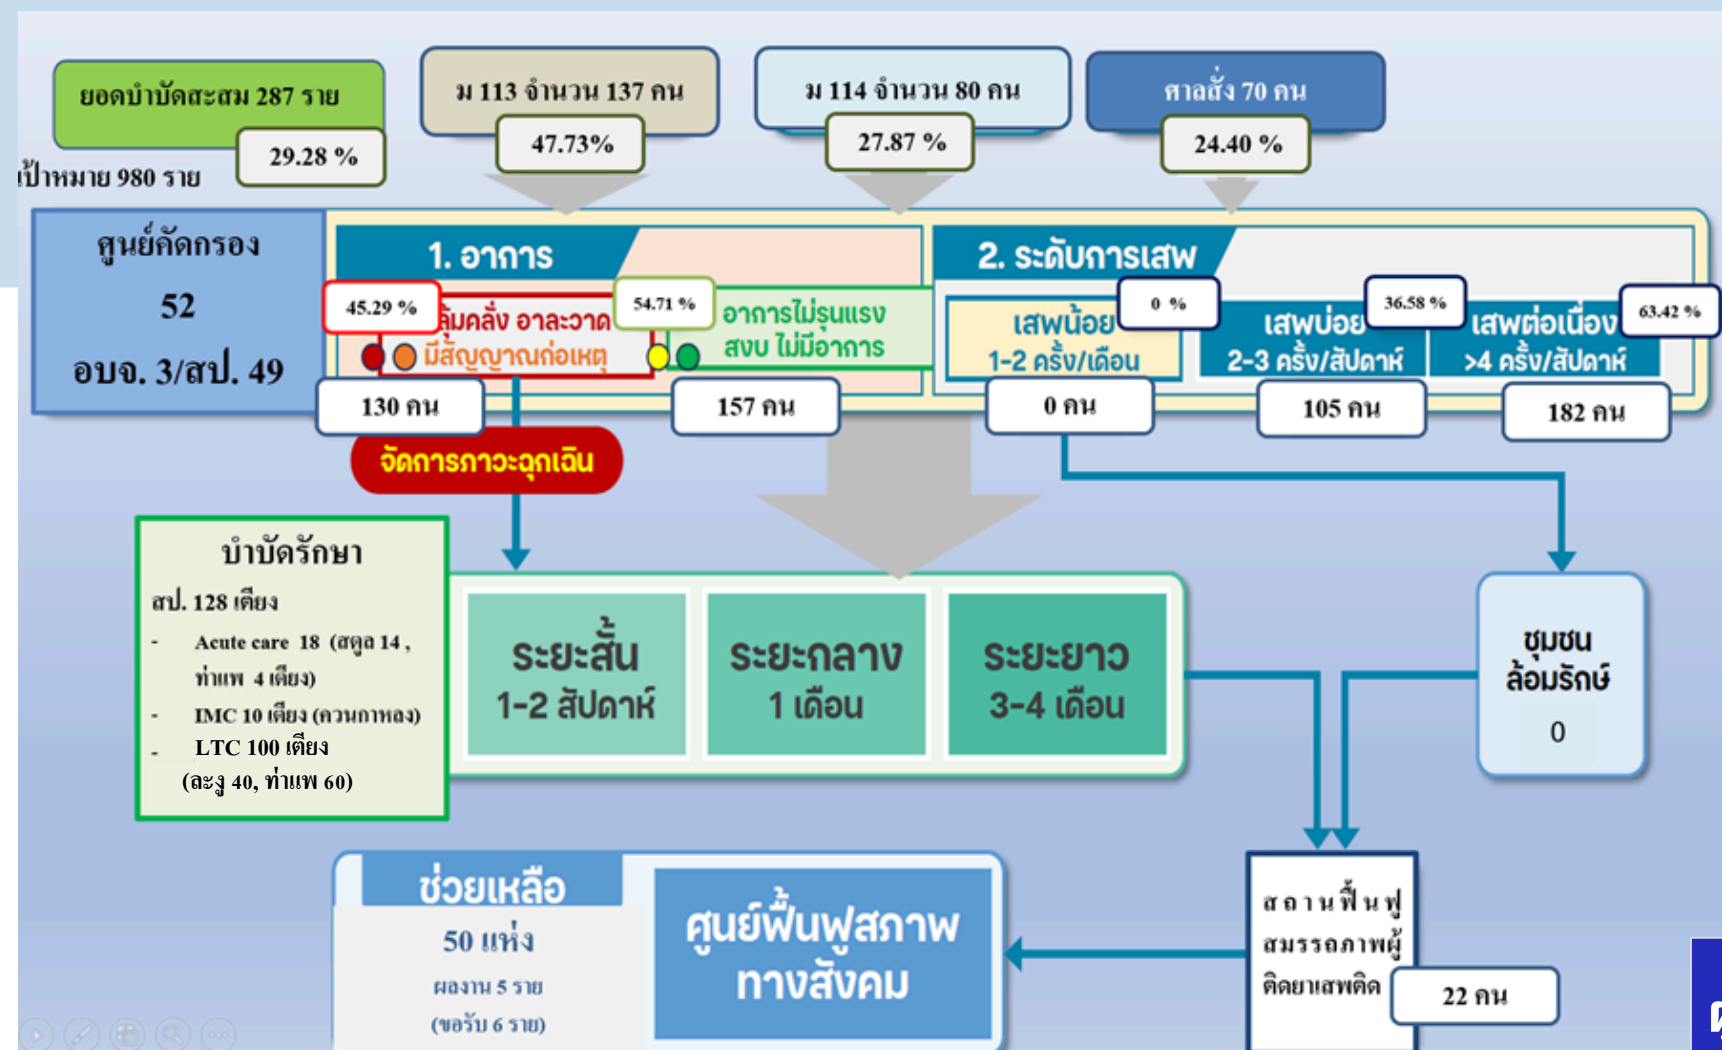 ยอดบำบัดสะสม 287 ราย
29.28 %
เป้าหมาย 980 ราย
ม 113 จำนวน 137 คน
47.73%
ม 114 จำนวน 80 คน
27.87 %
ศาลสั่ง 70 คน
24.40 %
ศูนย์คัดกรอง
52
อบจ. 3/สป. 49
1. อาการ
45.29 %
คลุ้มคลั่ง อาละวาด
มีสัญญาณก่อเหตุ
130 คน
54.71 %
อาการไม่รุนแรง
สงบ ไม่มีอาการ
157 คน
2. ระดับการเสพ
เสพน้อย
1-2 ครั้ง/เดือน
0 %
0 คน
เสพบ่อย
2-3 ครั้ง/สัปดาห์
36.58 %
105 คน
เสพต่อเนื่อง
>4 ครั้ง/สัปดาห์
63.42 %
182 คน
จัดการภาวะฉุกเฉิน
บำบัดรักษา
สป. 128 เตียง
- Acute care 18 (สตูล 14 ,
ท่าแพ 4 เตียง)
- IMC 10 เตียง (ควนกาหลง)
- LTC 100 เตียง
(ละงู 40, ท่าแพ 60)
ระยะสั้น
1-2 สัปดาห์
ระยะกลาง
1 เดือน
ระยะยาว
3-4 เดือน
ชุมชน
ล้อมรักษ์
0
ช่วยเหลือ
50 แห่ง
ผลงาน 5 ราย
(ขอรับ 6 ราย)
ศูนย์ฟื้นฟูสภาพ
ทางสังคม
สถานฟื้นฟู
สมรรถภาพผู้
ติดยาเสพติด
22 คน